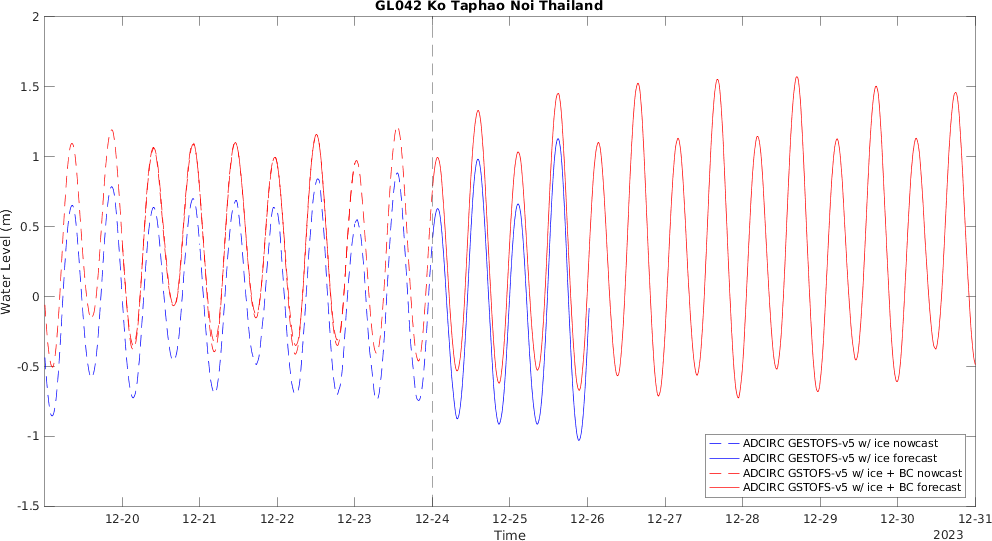 GL042 Ko Taphao Noi Thailand
2
1.5
1
0.5
0
-0.5
-1
-1.5
Water Level (m)
ADCIRC GESTOFS-v5 w/ ice nowcast
ADCIRC GESTOFS-v5 w/ ice forecast
ADCIRC GSTOFS-v5 w/ ice + BC nowcast
ADCIRC GSTOFS-v5 w/ ice + BC forecast
12-20 12-21 12-22 12-23 12-24 12-25 12-26 12-27 12-28 12-29 12-30 12-31
Time
2023